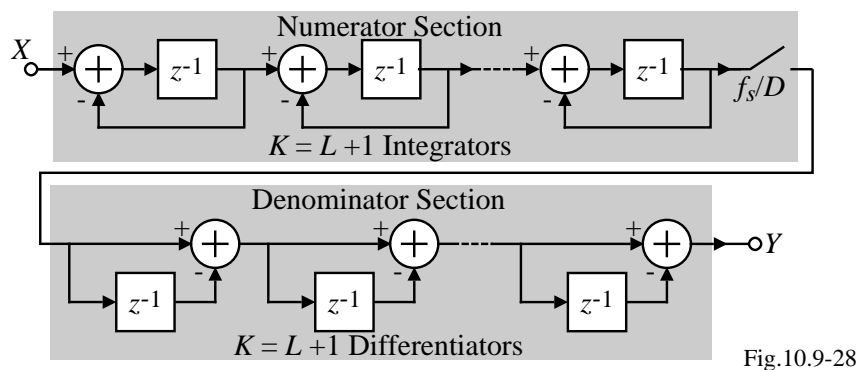 Numerator Section
X + + z⁻¹ - + + z⁻¹ - + + z⁻¹ - fs/D
K = L +1 Integrators
Denominator Section
+ + - z⁻¹ + + - z⁻¹ + + - z⁻¹ Y
K = L +1 Differentiators
Fig.10.9-28